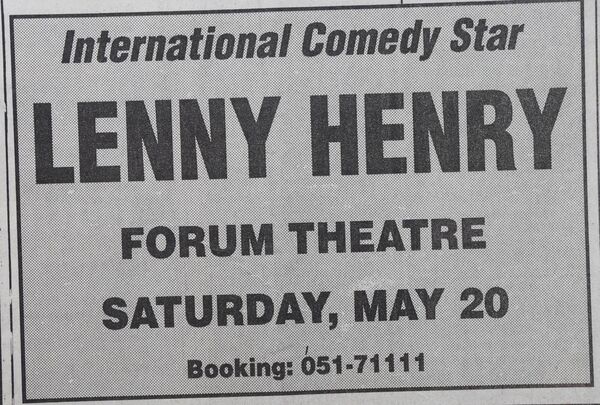 International Comedy Star
LENNY HENRY
FORUM THEATRE
SATURDAY, MAY 20
Booking: 051-71111